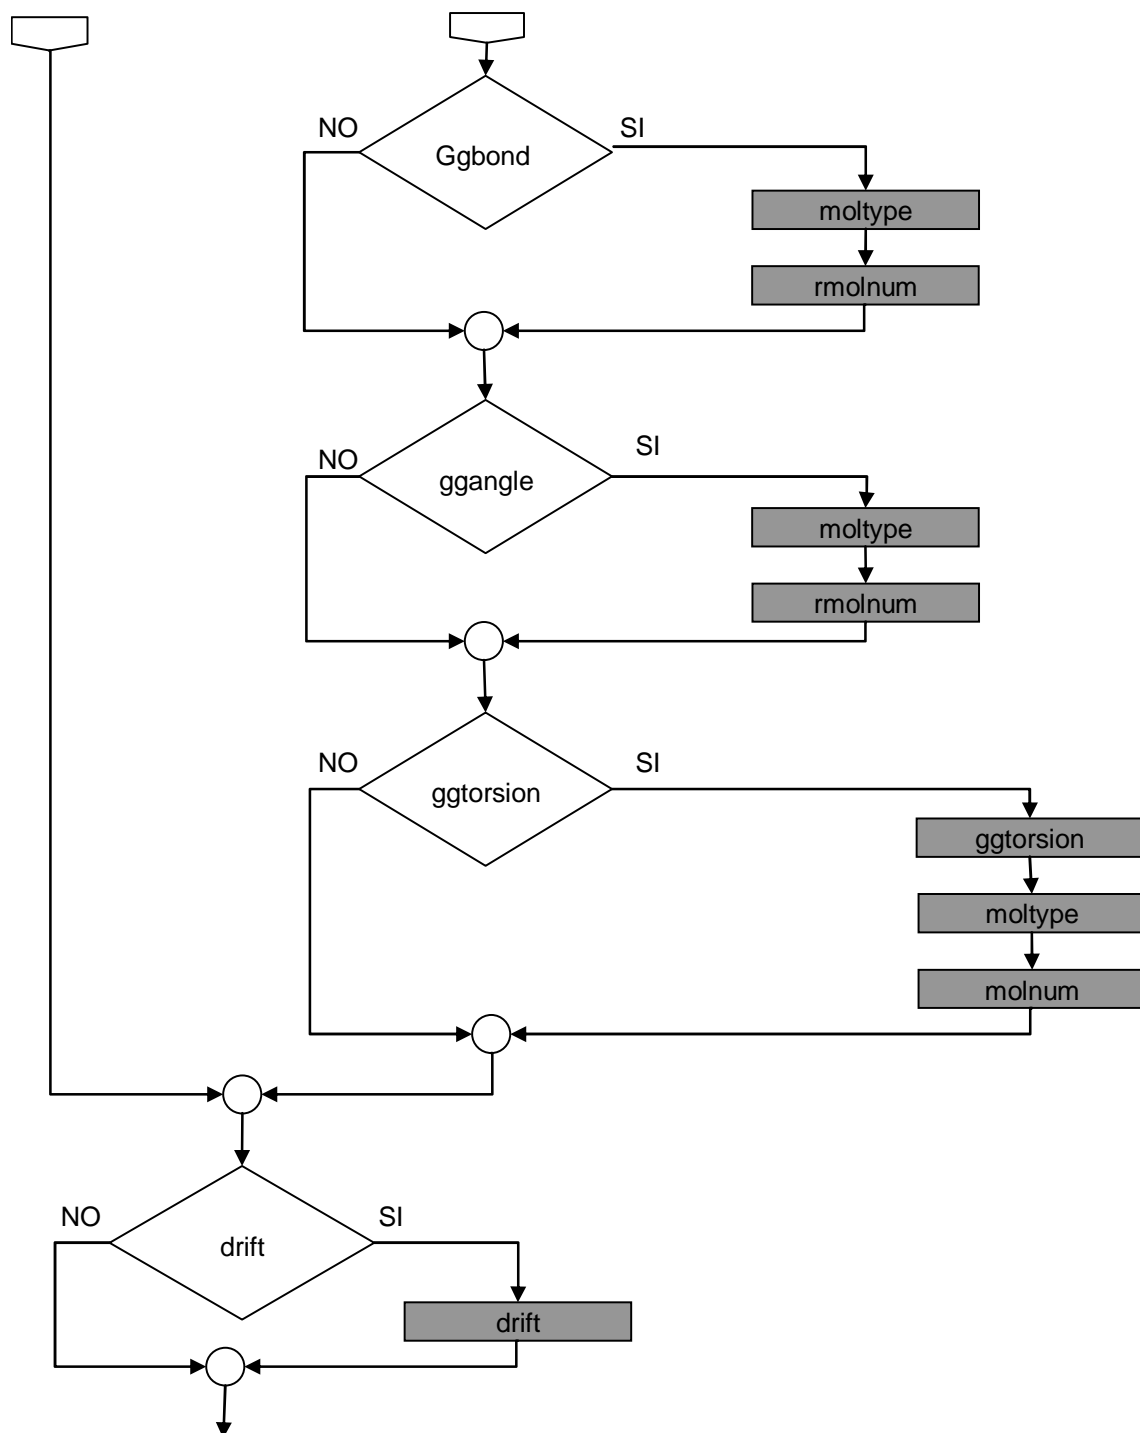 NO
SI
Ggbond
moltype
rmolnum
NO
SI
ggangle
moltype
rmolnum
NO
SI
ggtorsion
ggtorsion
moltype
molnum
NO
SI
drift
drift